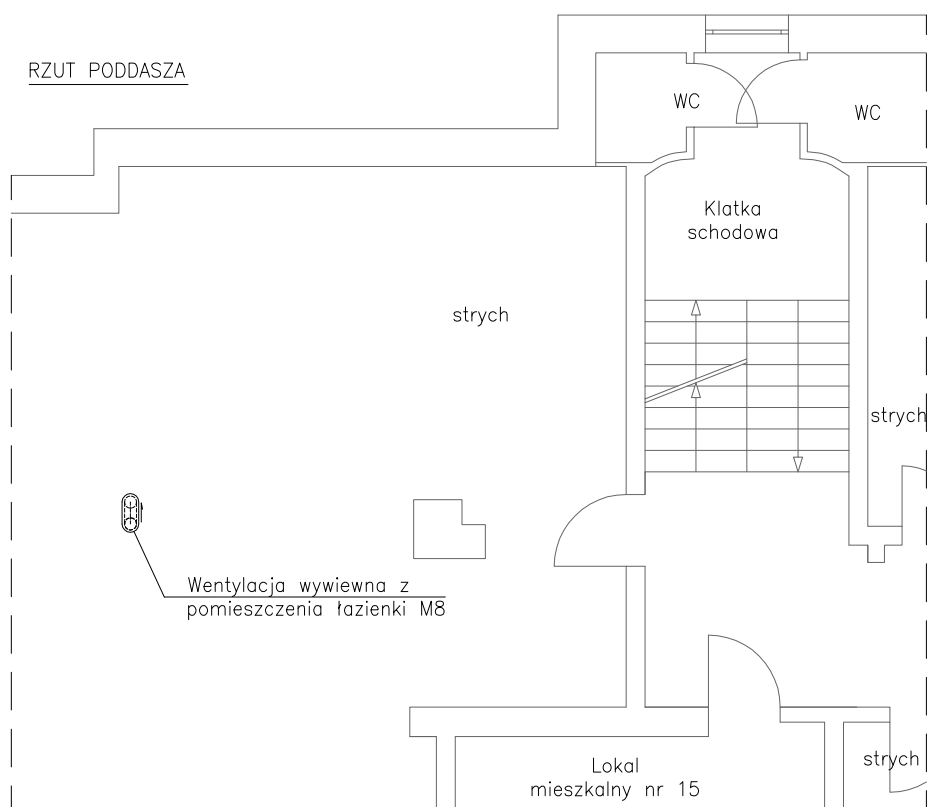 RZUT PODDASZA
WC
WC
Klatka
schodowa
strych
strych
Wentylacja wywiewna z
pomieszczenia łazienki M8
Lokal
mieszkalny nr 15
strych